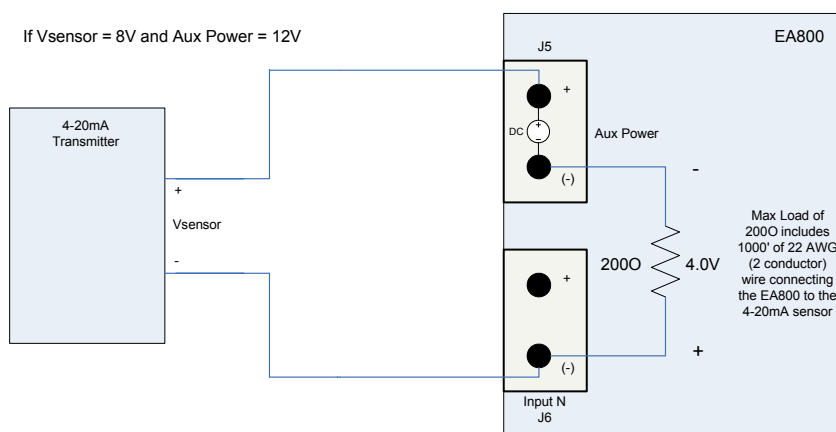 If Vsensor = 8V and Aux Power = 12V
EA800
J5
4-20mA
Transmitter
+
DC
+
−
Aux Power
(-)
-
+
Vsensor
-
Max Load of
200O includes
1000' of 22 AWG
(2 conductor)
wire connecting
the EA800 to the
4-20mA sensor
200O
4.0V
+
(-)
+
Input N
J6